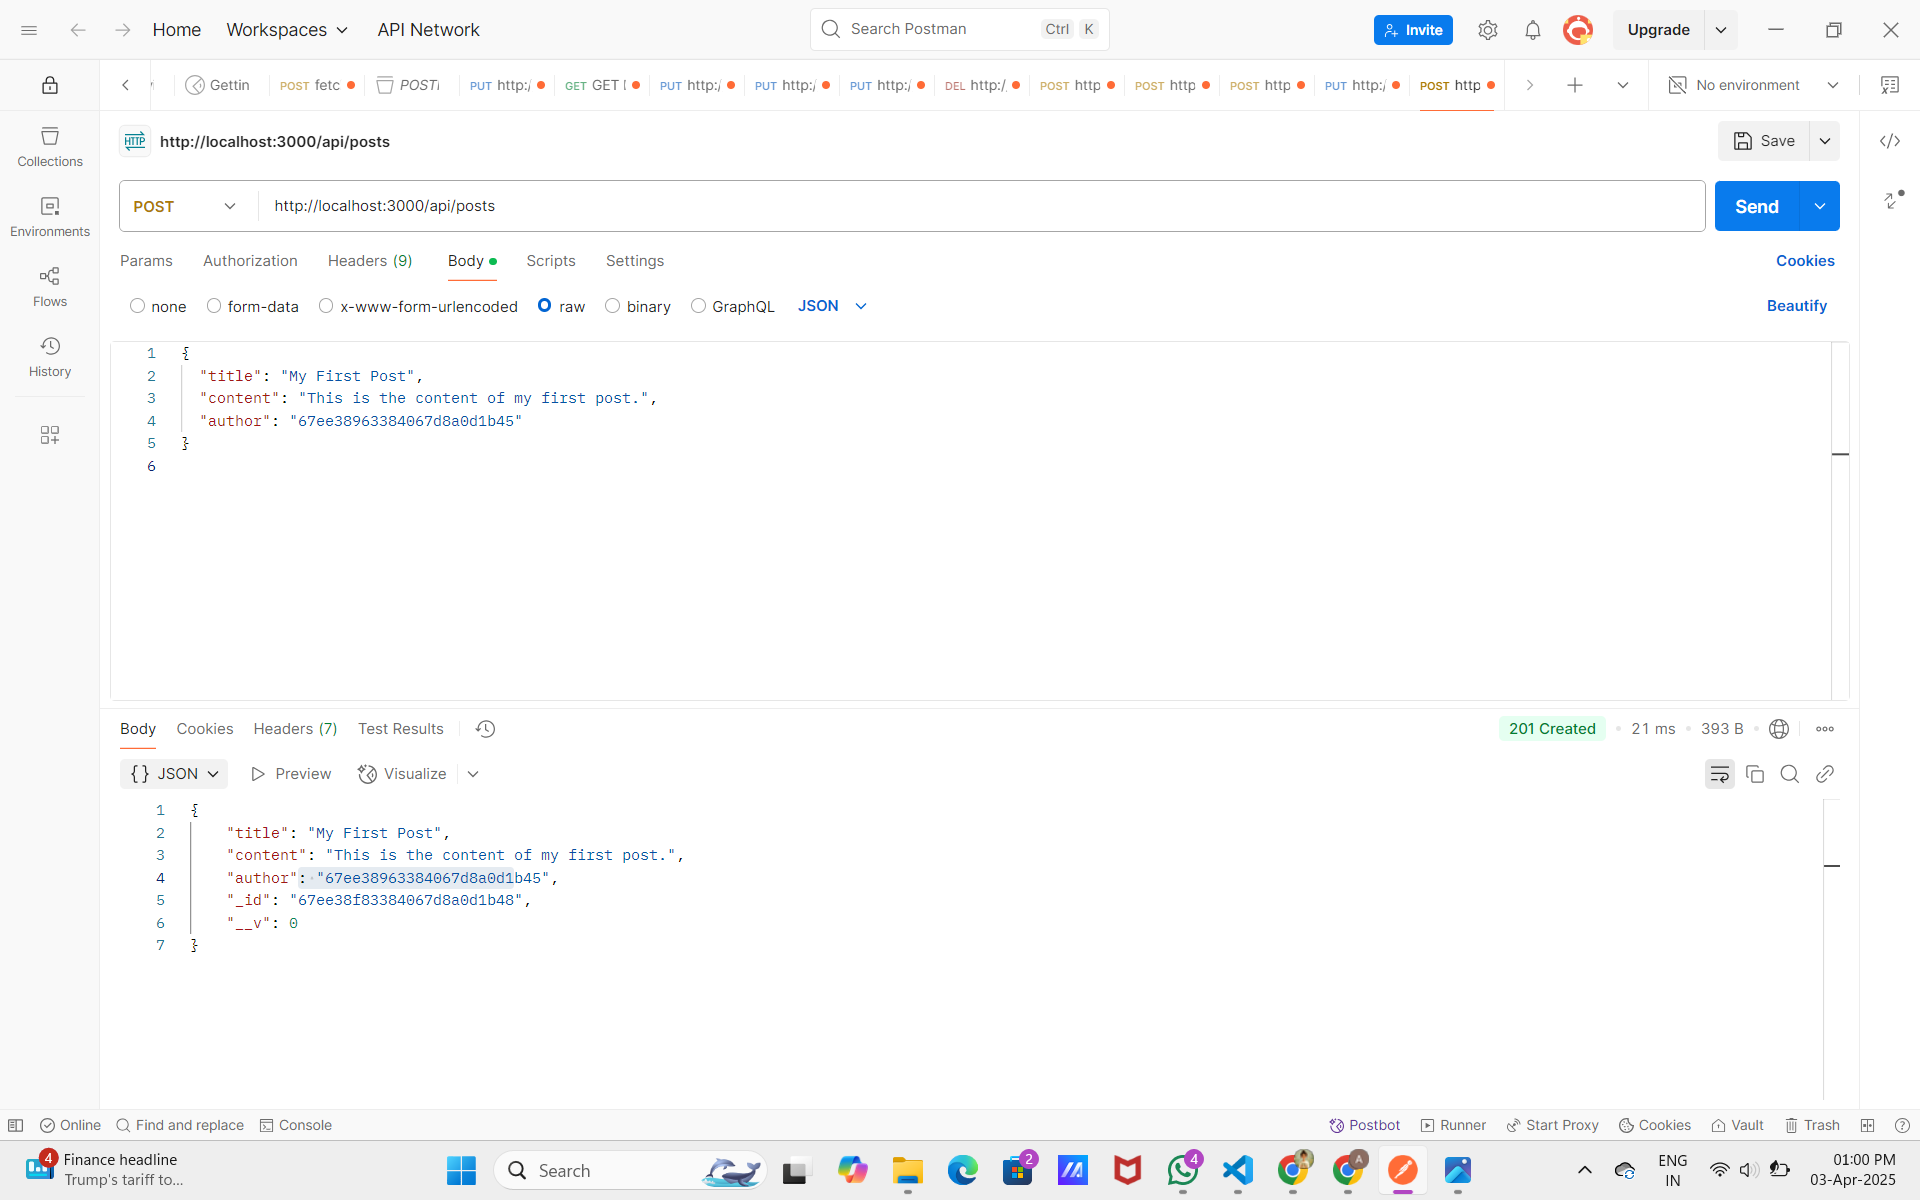 Home Workspaces API Network Search Postman Ctrl K Invite Upgrade
Gettin POST fetc POST PUT http:/ GET GET PUT http:/ PUT http:/ PUT http:/ DEL http:/ POST http POST http POST http PUT http:/ POST http No environment
HTTP http://localhost:3000/api/posts Save
POST http://localhost:3000/api/posts Send
Params Authorization Headers (9) Body Scripts Settings Cookies
none form-data x-www-form-urlencoded raw binary GraphQL JSON Beautify
Collections
Environments
Flows
History
1 {
2 "title": "My First Post",
3 "content": "This is the content of my first post.",
4 "author": "67ee38963384067d8a0d1b45"
5 }
6
Body Cookies Headers (7) Test Results 201 Created 21 ms 393 B
{} JSON Preview Visualize
1 {
2 "title": "My First Post",
3 "content": "This is the content of my first post.",
4 "author": "67ee38963384067d8a0d1b45",
5 "_id": "67ee38f83384067d8a0d1b48",
6 "__v": 0
7 }
Online Find and replace Console Postbot Runner Start Proxy Cookies Vault Trash
4 Finance headline
Trump's tariff to...
Search 2 4 A
ENG
IN
01:00 PM
03-Apr-2025